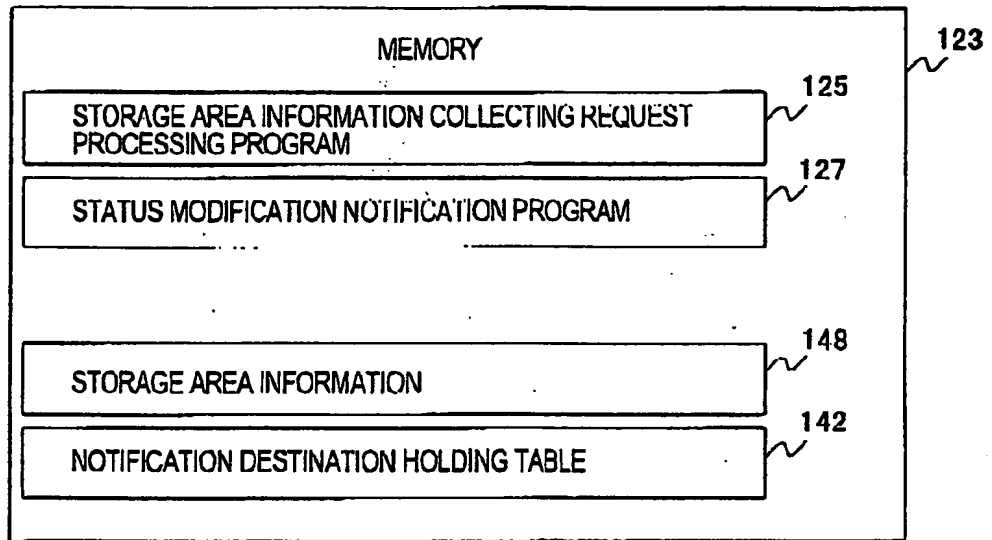 MEMORY
123
125
STORAGE AREA INFORMATION COLLECTING REQUEST
PROCESSING PROGRAM
127
STATUS MODIFICATION NOTIFICATION PROGRAM
148
STORAGE AREA INFORMATION
142
NOTIFICATION DESTINATION HOLDING TABLE